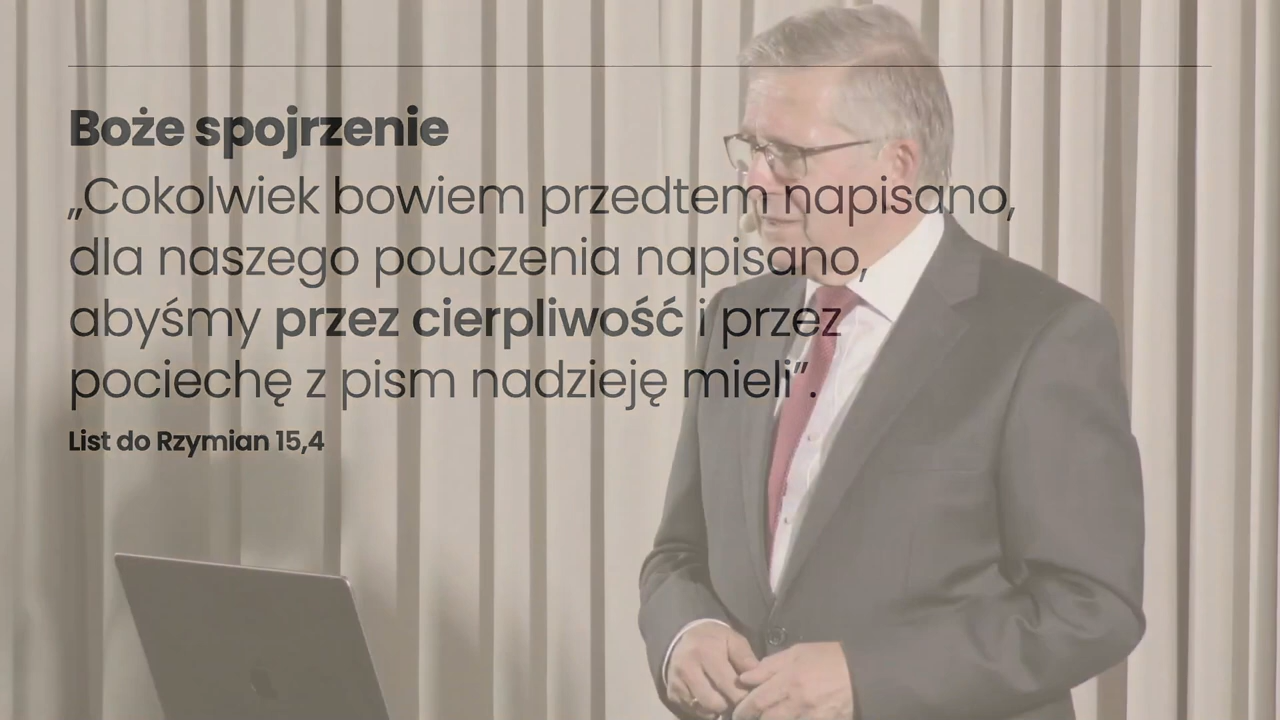 Boże spojrzenie
„Cokolwiek bowiem przedtem napisano,
dla naszego pouczenia napisano,
abyśmy przez cierpliwość i przez
pociechę z pism nadzieję mieli”.
List do Rzymian 15,4